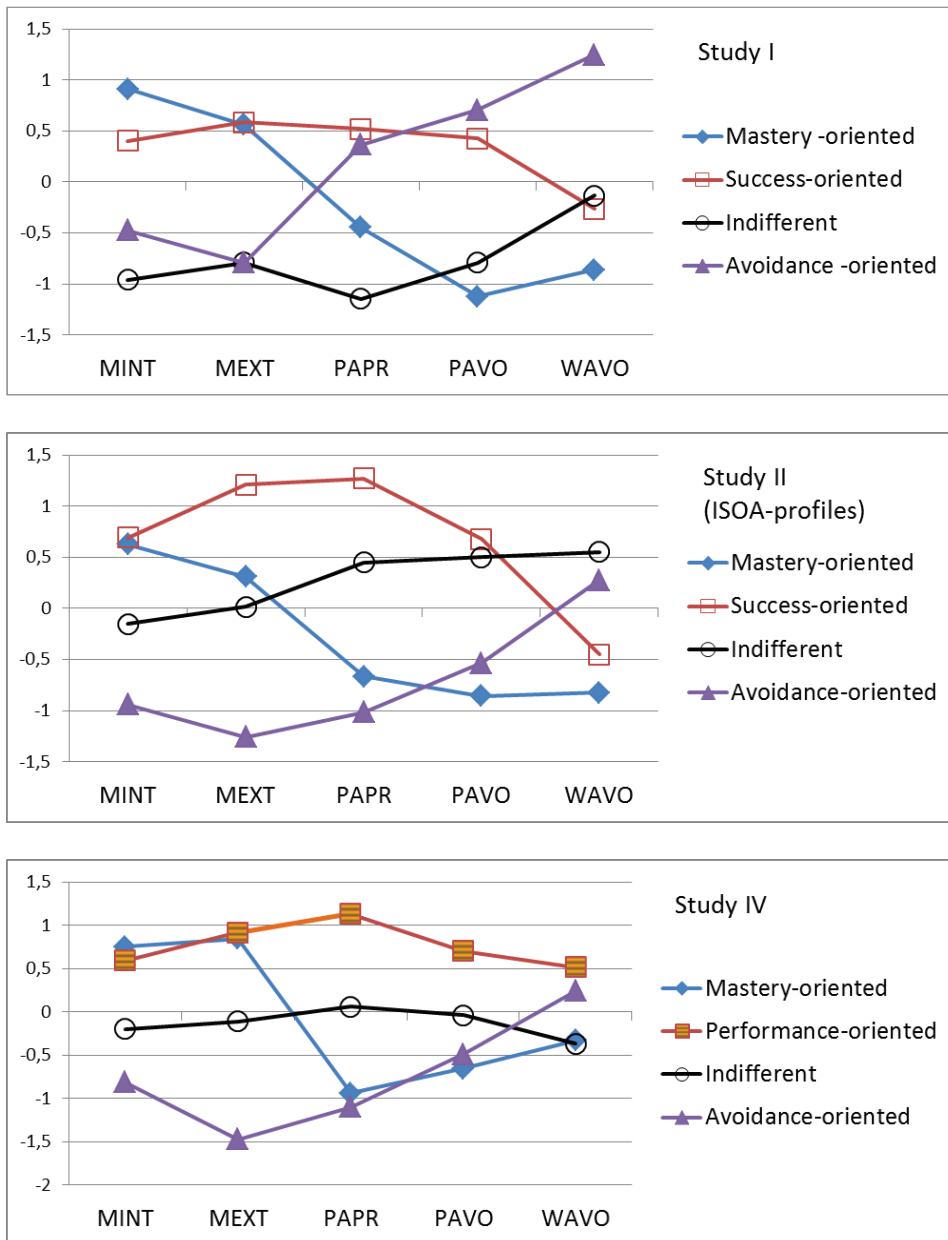 1,5
Study I
1
Mastery -oriented
0,5
Success-oriented
0
Indifferent
-0,5
Avoidance -oriented
-1
-1,5
MINT MEXT PAPR PAVO WAVO
1,5
Study II
(ISOA-profiles)
1
Mastery-oriented
0,5
Success-oriented
0
Indifferent
-0,5
Avoidance-oriented
-1
-1,5
MINT MEXT PAPR PAVO WAVO
1,5
Study IV
1
Mastery-oriented
0,5
Performance-oriented
0
Indifferent
-0,5
Avoidance-oriented
-1
-1,5
-2
MINT MEXT PAPR PAVO WAVO